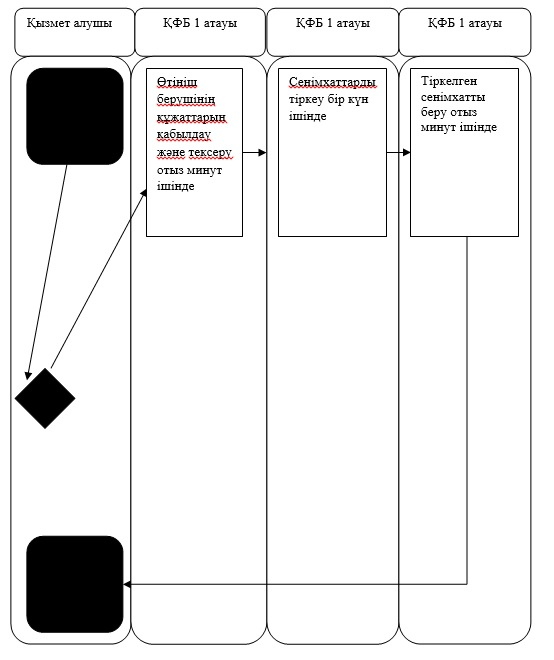 Қызмет алушы
ҚФБ 1 атауы
ҚФБ 1 атауы
ҚФБ 1 атауы
Өтініш
берушінің
құжаттарын
қабылдау
және тексеру
отыз минут
ішінде
Сенімхаттарды
тіркеу бір күн
ішінде
Тіркелген
сенімхатты
беру отыз
минут ішінде